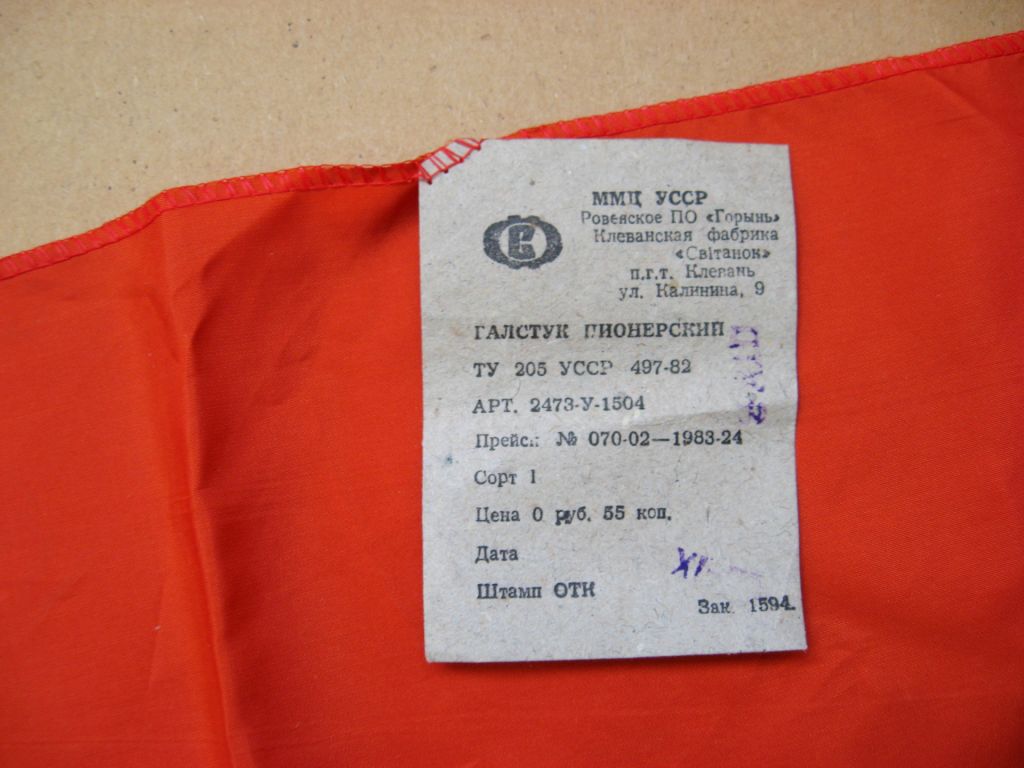 ММЦ УССР
Ровенское ПО «Горынь»
Клеванская фабрика
«Світанок»
п.г.т. Клевань
ул. Калинина, 9
ГАЛСТУК ПИОНЕРСКИЙ
ТУ 205 УССР 497-82
АРТ. 2473-У-1504
Прейск № 070-02—1983-24
Сорт 1
Цена 0 руб. 55 коп.
Дата
Штамп ОТК
Зак. 1594.